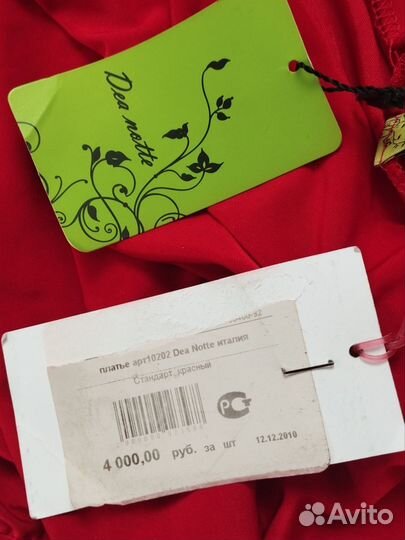 Dea notte
платье арт10202 Dea Notte италия
Стандарт, красный
4 000,00 руб. за шт 12.12.2010
Avito